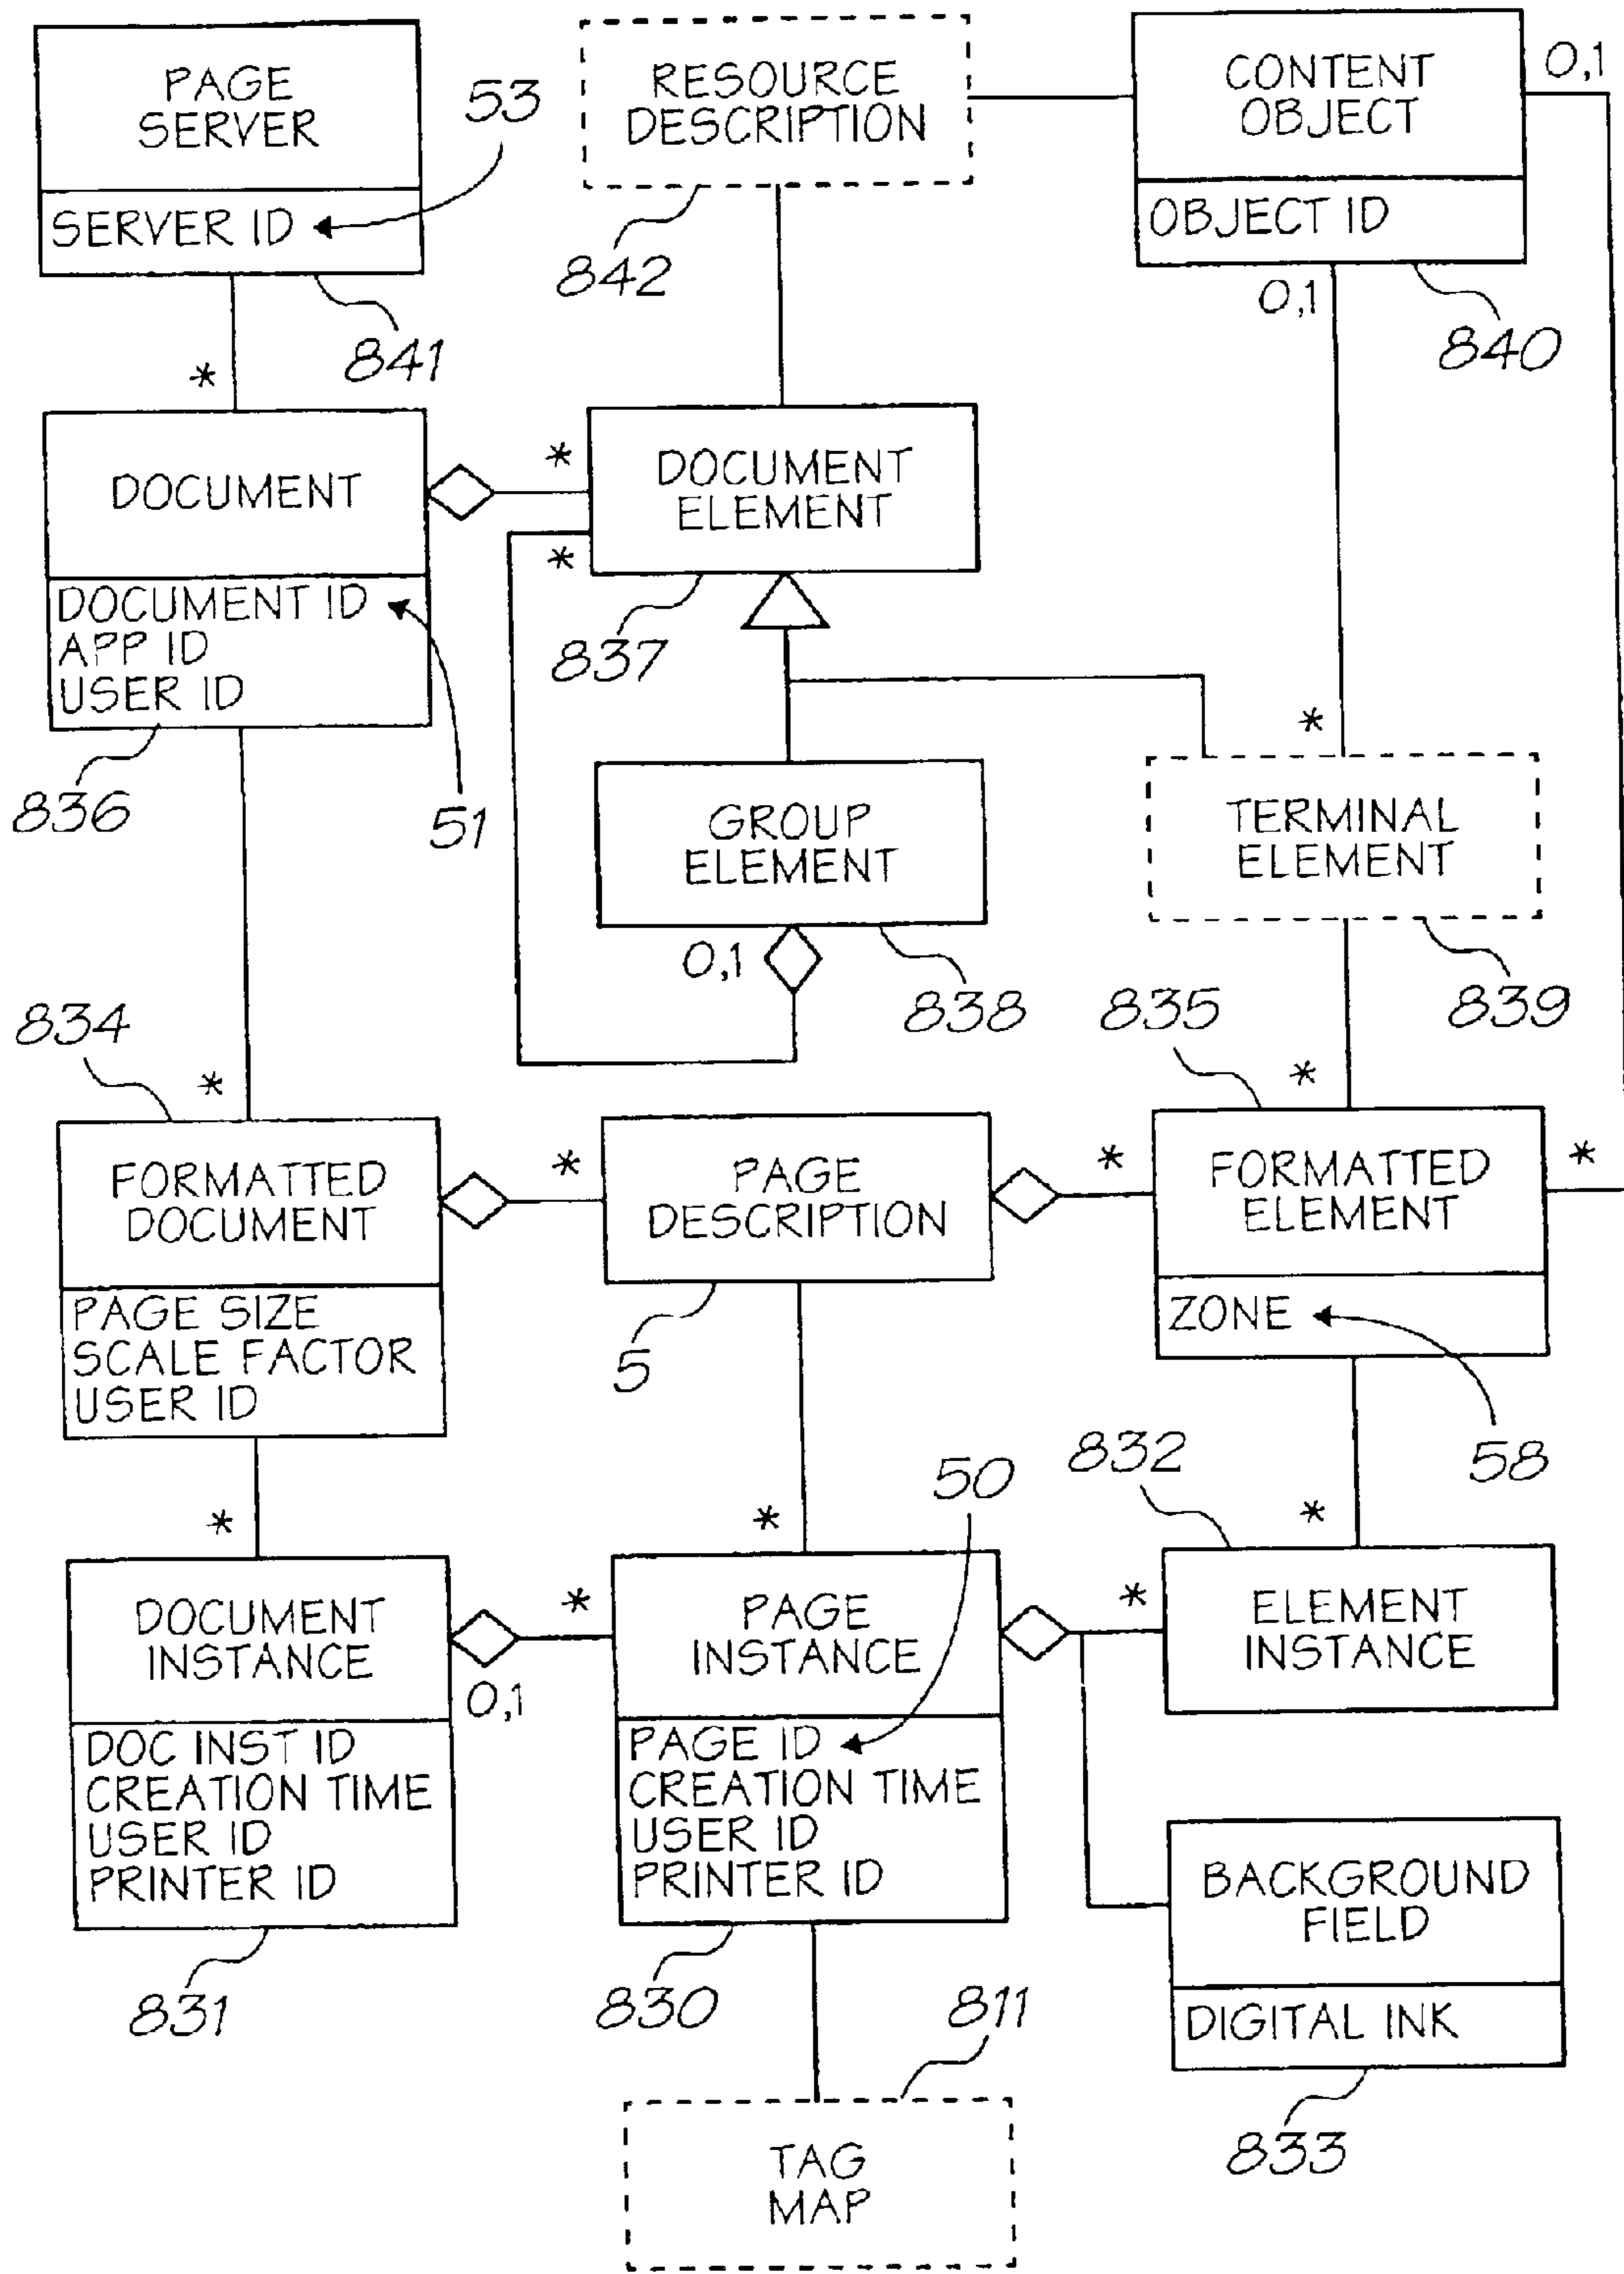 PAGE
SERVER
SERVER ID
53
841
RESOURCE
DESCRIPTION
842
CONTENT
OBJECT
OBJECT ID
0,1
0,1
840
*
DOCUMENT
DOCUMENT ID
APP ID
USER ID
836
51
*
*
DOCUMENT
ELEMENT
837
GROUP
ELEMENT
0,1
838
*
TERMINAL
ELEMENT
839
834
*
FORMATTED
DOCUMENT
PAGE SIZE
SCALE FACTOR
USER ID
*
PAGE
DESCRIPTION
5
835
*
*
*
FORMATTED
ELEMENT
ZONE
58
*
DOCUMENT
INSTANCE
0,1
DOC INST ID
CREATION TIME
USER ID
PRINTER ID
831
*
*
50
PAGE
INSTANCE
PAGE ID
CREATION TIME
USER ID
PRINTER ID
830
832
*
*
ELEMENT
INSTANCE
BACKGROUND
FIELD
DIGITAL INK
833
811
TAG
MAP